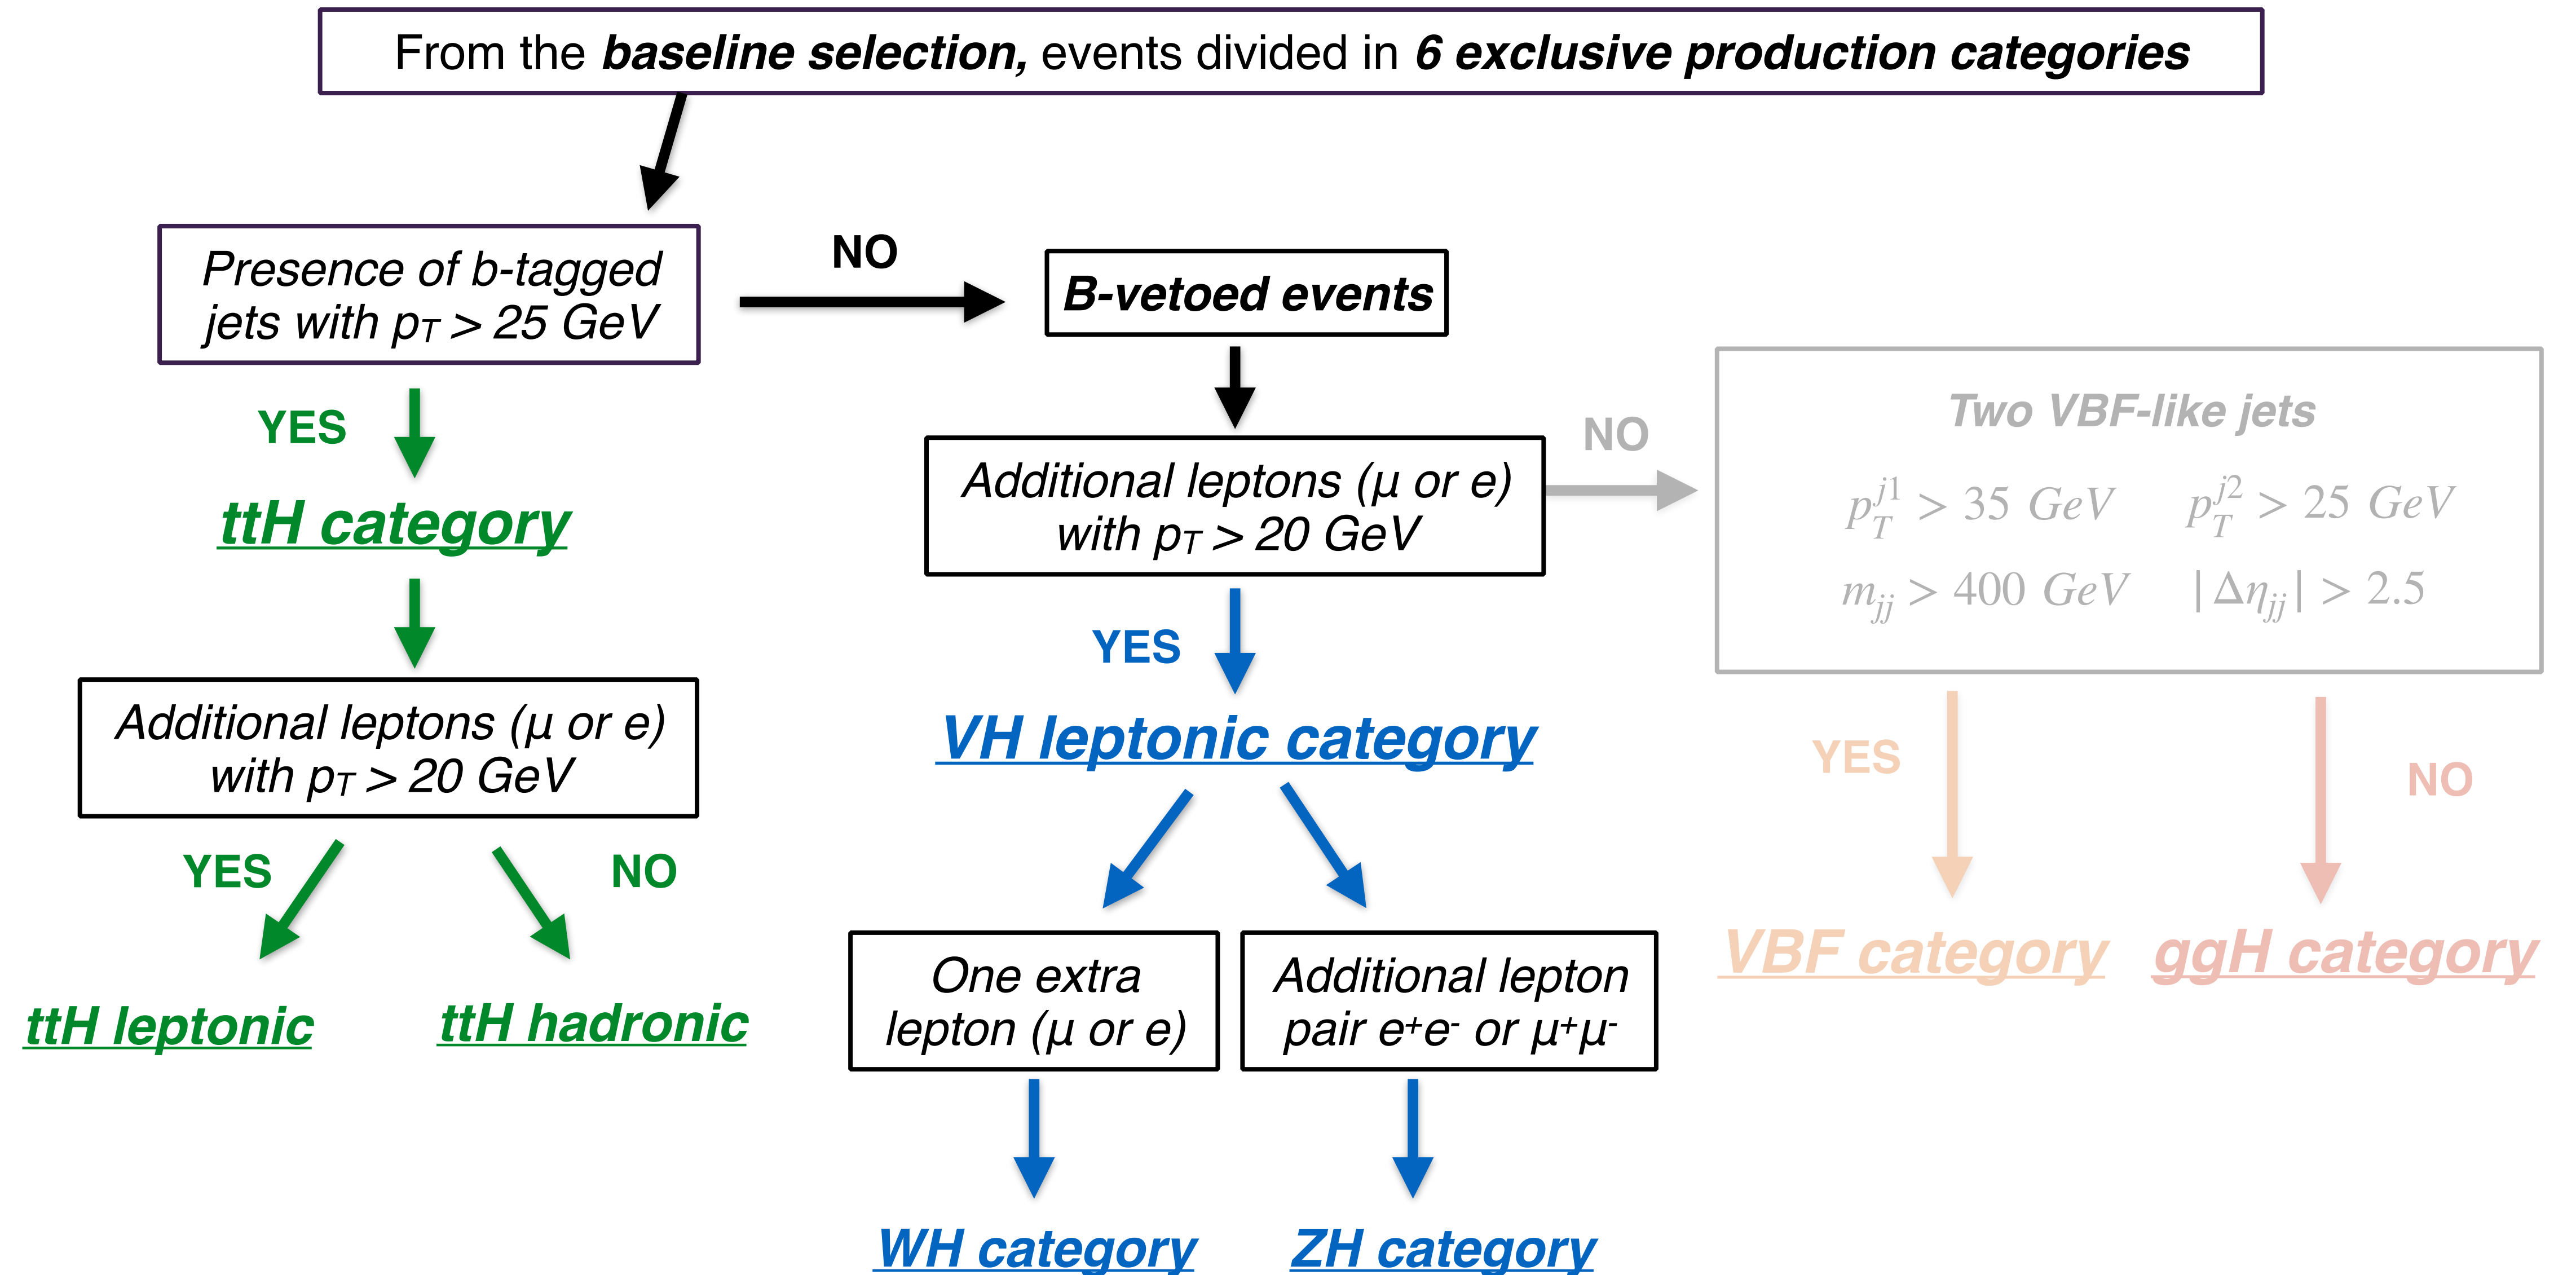 From the baseline selection, events divided in 6 exclusive production categories
Presence of b-tagged
jets with pT > 25 GeV
NO
B-vetoed events
YES
ttH category
Additional leptons (μ or e)
with pT > 20 GeV
YES
NO
ttH leptonic
ttH hadronic
Additional leptons (μ or e)
with pT > 20 GeV
NO
YES
VH leptonic category
One extra
lepton (μ or e)
Additional lepton
pair e⁺e⁻ or μ⁺μ⁻
WH category
ZH category
Two VBF-like jets
p_T^{j1} > 35 GeV p_T^{j2} > 25 GeV
m_{jj} > 400 GeV |Δη_{jj}| > 2.5
YES
NO
VBF category
ggH category